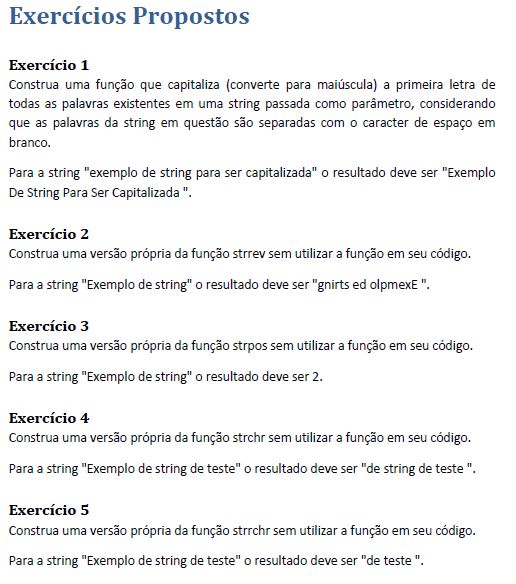 Exercícios Propostos
Exercício 1
Construa uma função que capitaliza (converte para maiúscula) a primeira letra de
todas as palavras existentes em uma string passada como parâmetro, considerando
que as palavras da string em questão são separadas com o caracter de espaço em
branco.
Para a string "exemplo de string para ser capitalizada" o resultado deve ser "Exemplo
De String Para Ser Capitalizada ".
Exercício 2
Construa uma versão própria da função strrev sem utilizar a função em seu código.
Para a string "Exemplo de string" o resultado deve ser "gnirts ed olpmexE ".
Exercício 3
Construa uma versão própria da função strpos sem utilizar a função em seu código.
Para a string "Exemplo de string" o resultado deve ser 2.
Exercício 4
Construa uma versão própria da função strchr sem utilizar a função em seu código.
Para a string "Exemplo de string de teste" o resultado deve ser "de string de teste ".
Exercício 5
Construa uma versão própria da função strrchr sem utilizar a função em seu código.
Para a string "Exemplo de string de teste" o resultado deve ser "de teste ".